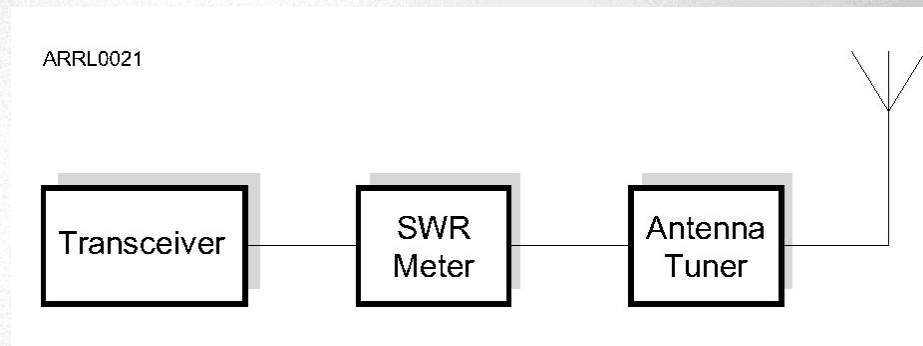 ARRL0021
Transceiver
SWR
Meter
Antenna
Tuner